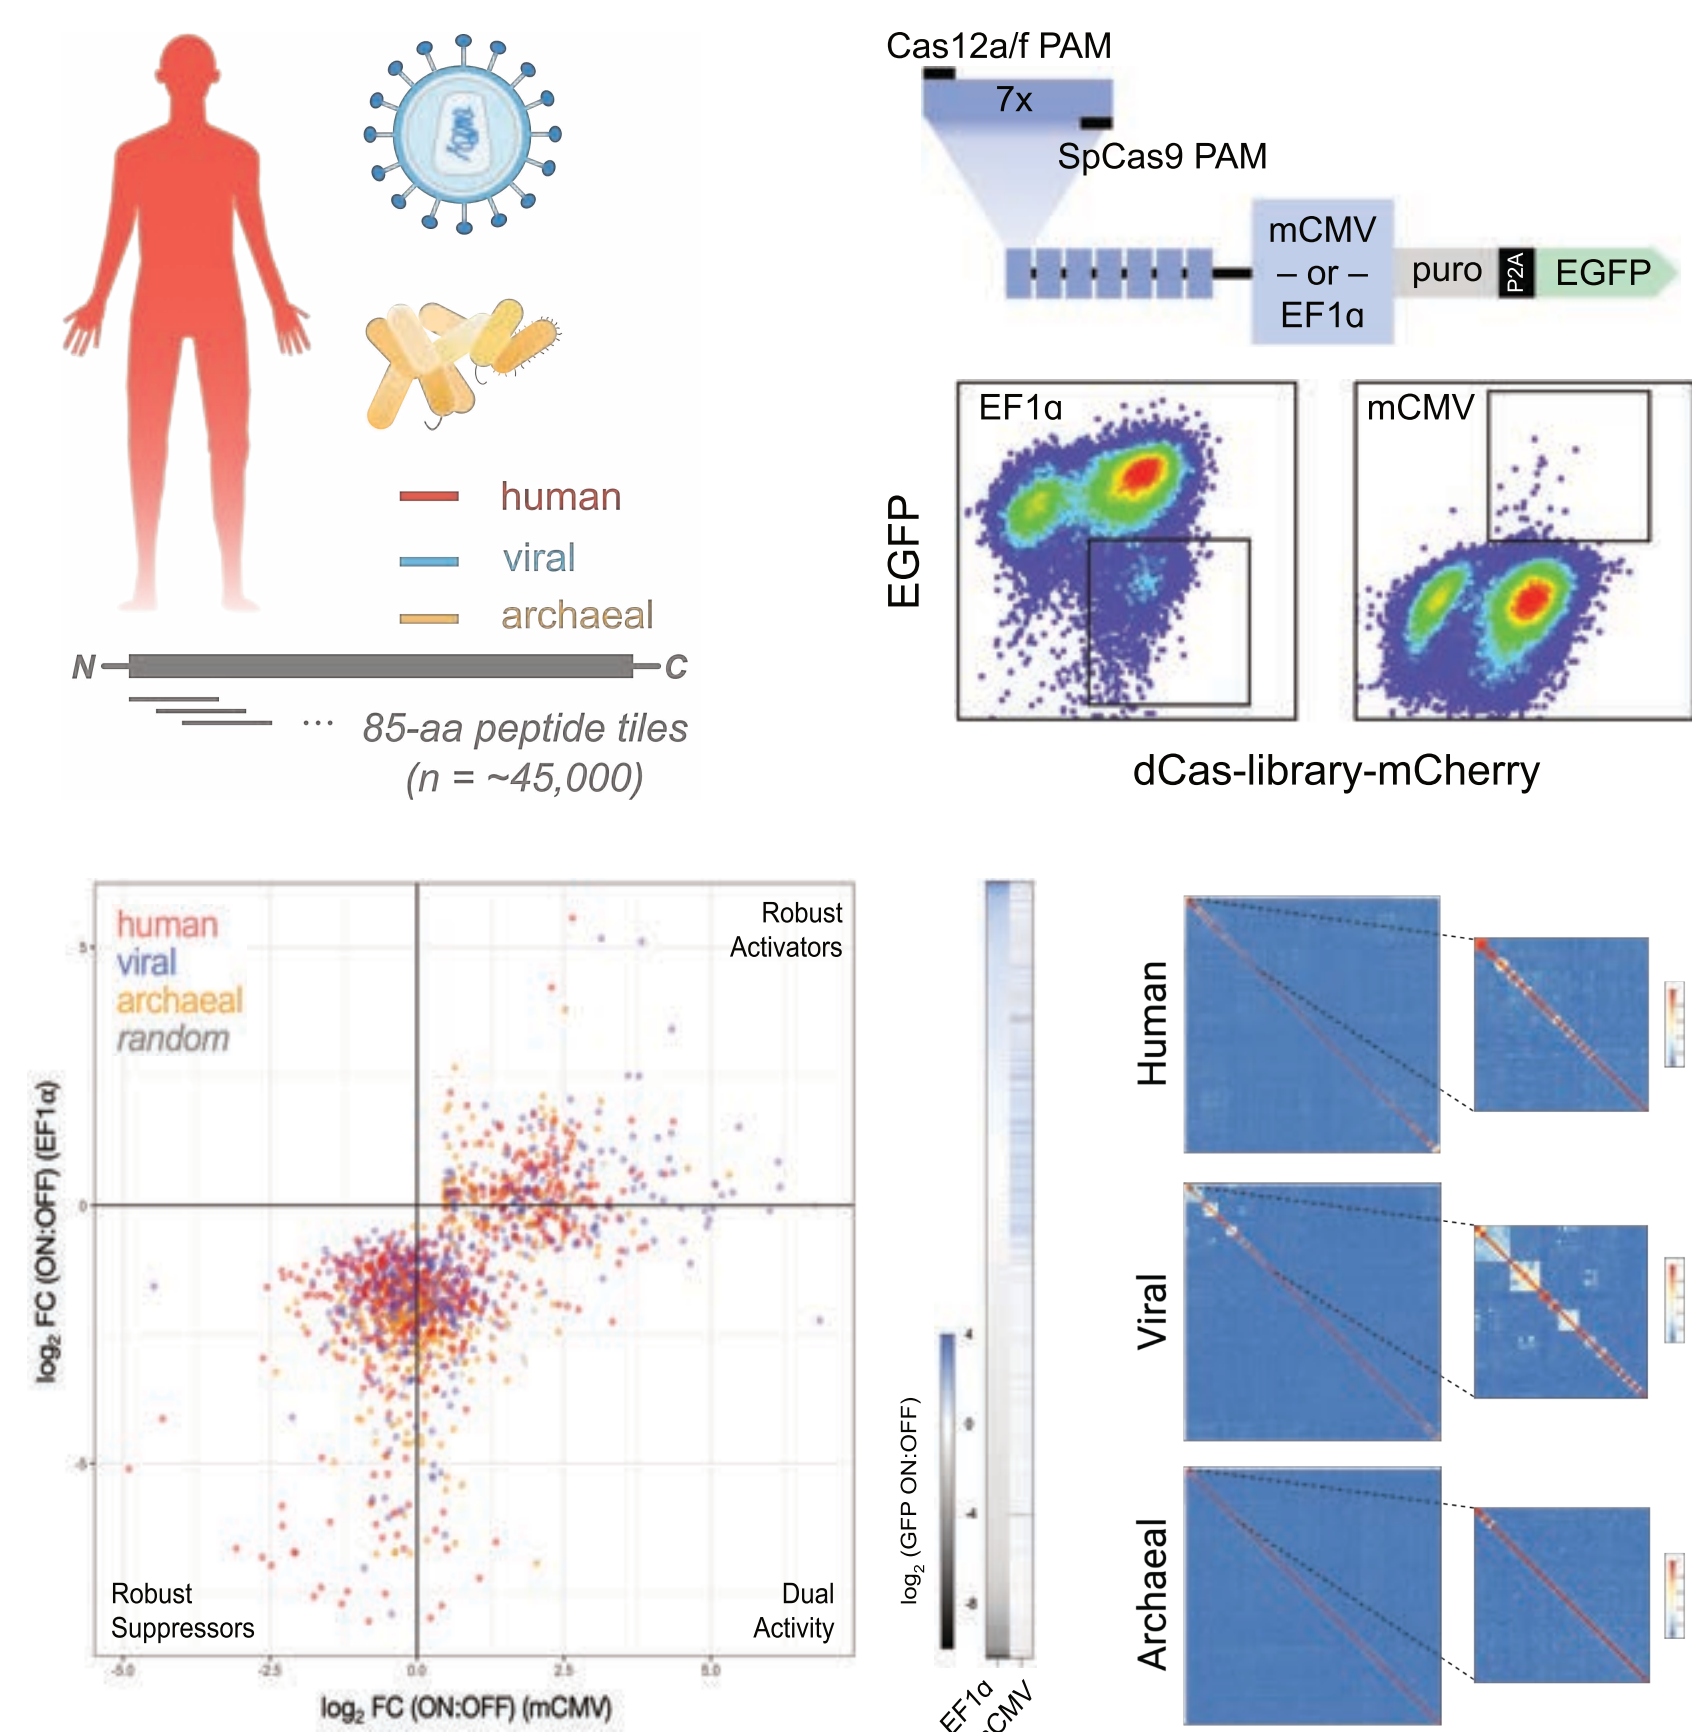 human
viral
archaeal
N
C
...
85-aa peptide tiles
(n = ~45,000)
Cas12a/f PAM
7x
SpCas9 PAM
mCMV
– or –
EF1α
puro
P2A
EGFP
EF1α
mCMV
EGFP
dCas-library-mCherry
human
viral
archaeal
random
Robust
Activators
Robust
Suppressors
Dual
Activity
5
0
-5
-5.0
-2.5
0.0
2.5
5.0
log₂ FC (ON:OFF) (EF1α)
log₂ FC (ON:OFF) (mCMV)
4
0
-4
-8
log₂ (GFP ON:OFF)
EF1α
Human
Viral
Archaeal